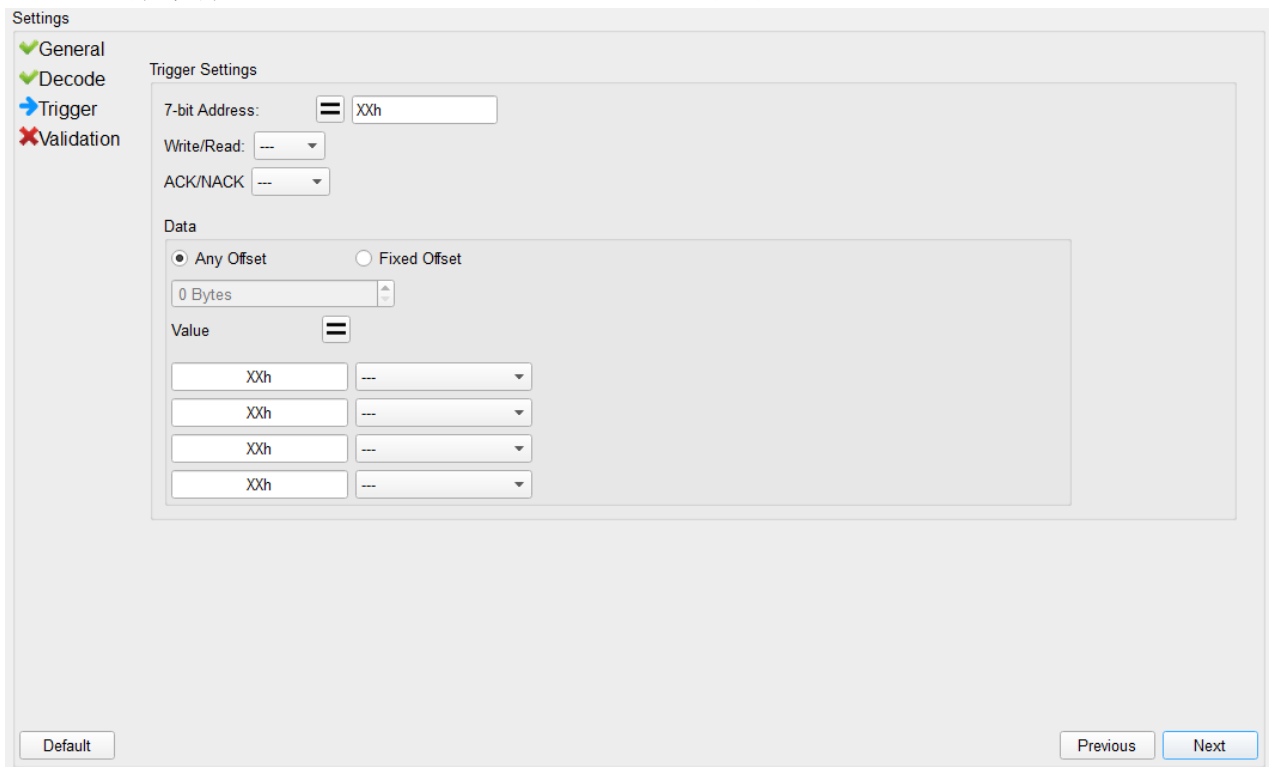 Settings
General
Decode
Trigger
Validation
Trigger Settings
7-bit Address: = XXh
Write/Read: ---
ACK/NACK ---
Data
Any Offset Fixed Offset
0 Bytes
Value =
XXh ---
XXh ---
XXh ---
XXh ---
Default Previous Next